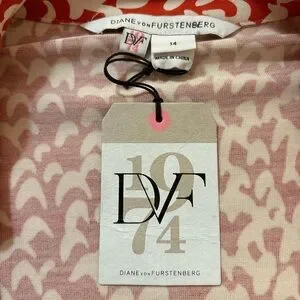 DIANE VON FURSTENBERG
DVF
14
MADE IN CHINA
19
DVF
74
DIANE VON FURSTENBERG